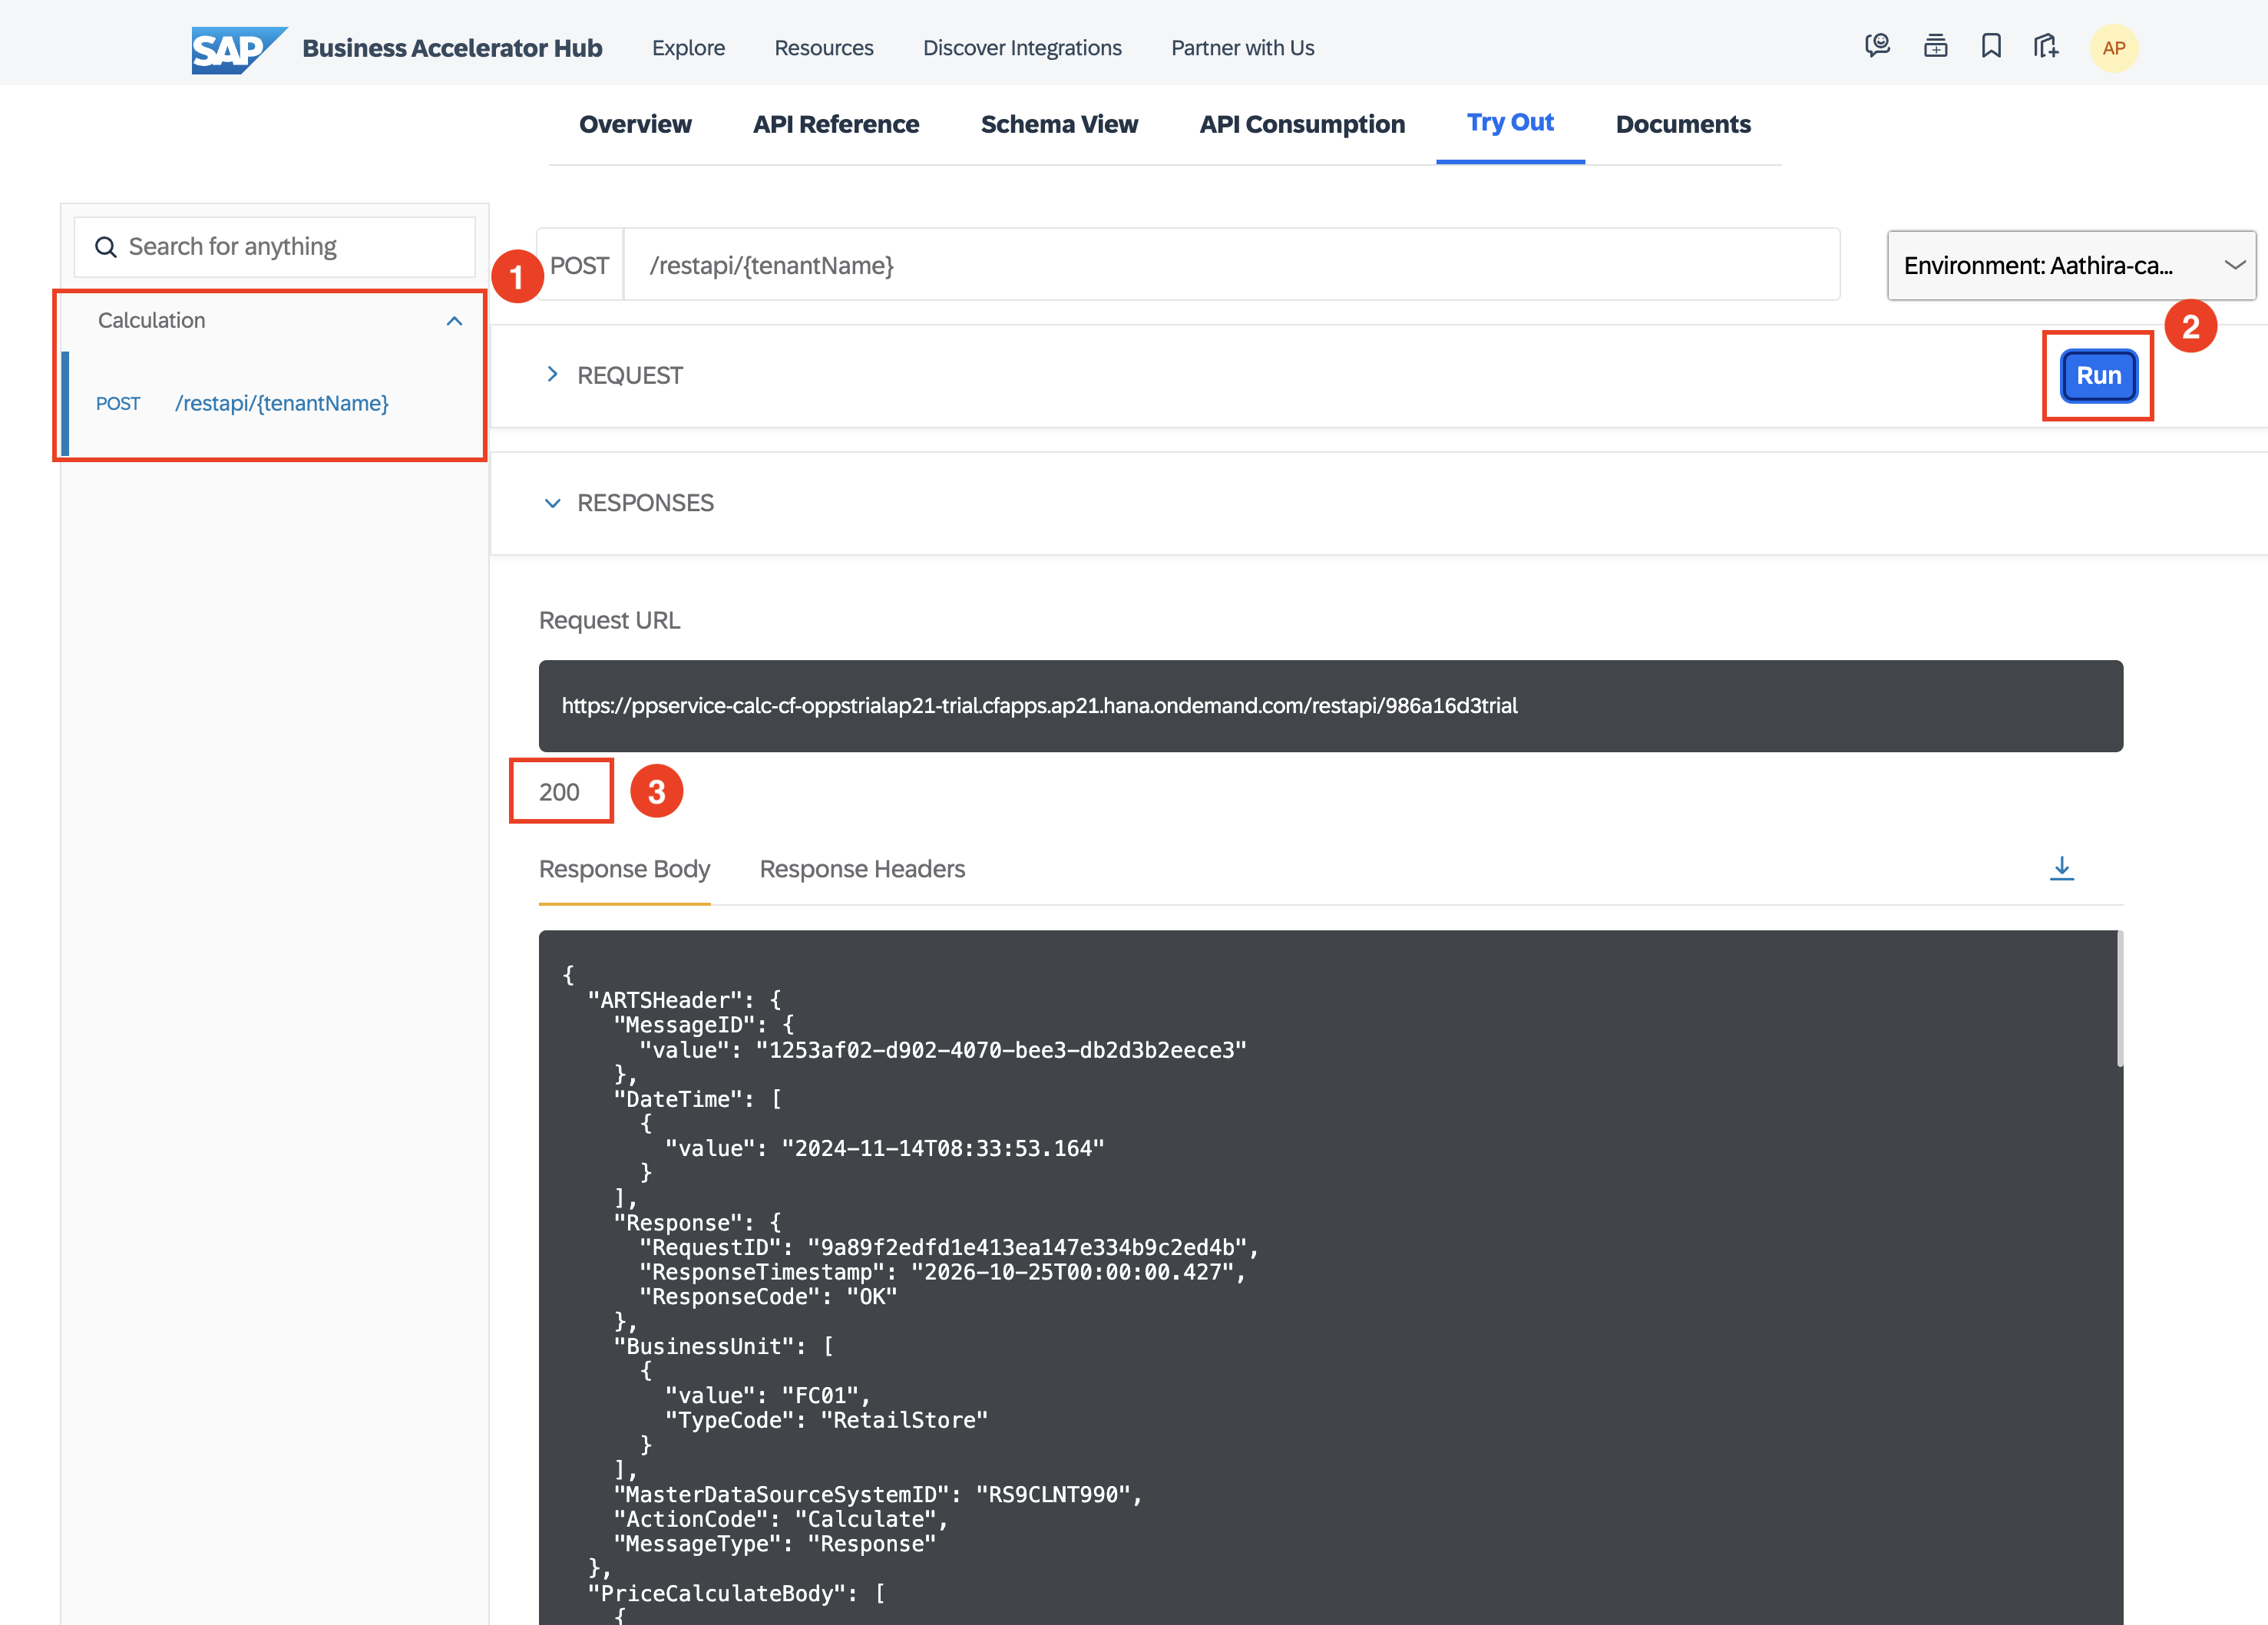 SAP Business Accelerator Hub Explore Resources Discover Integrations Partner with Us AP
Overview API Reference Schema View API Consumption Try Out Documents
Search for anything
Calculation
POST /restapi/{tenantName}
1
POST /restapi/{tenantName}
Environment: Aathira-ca...
2
REQUEST
Run
RESPONSES
Request URL
https://ppservice-calc-cf-oppstrialap21-trial.cfapps.ap21.hana.ondemand.com/restapi/986a16d3trial
200
3
Response Body Response Headers
{
"ARTSHeader": {
"MessageID": {
"value": "1253af02-d902-4070-bee3-db2d3b2eece3"
},
"DateTime": [
{
"value": "2024-11-14T08:33:53.164"
}
],
"Response": {
"RequestID": "9a89f2edfd1e413ea147e334b9c2ed4b",
"ResponseTimestamp": "2026-10-25T00:00:00.427",
"ResponseCode": "OK"
},
"BusinessUnit": [
{
"value": "FC01",
"TypeCode": "RetailStore"
}
],
"MasterDataSourceSystemID": "RS9CLNT990",
"ActionCode": "Calculate",
"MessageType": "Response"
},
"PriceCalculateBody": [
{